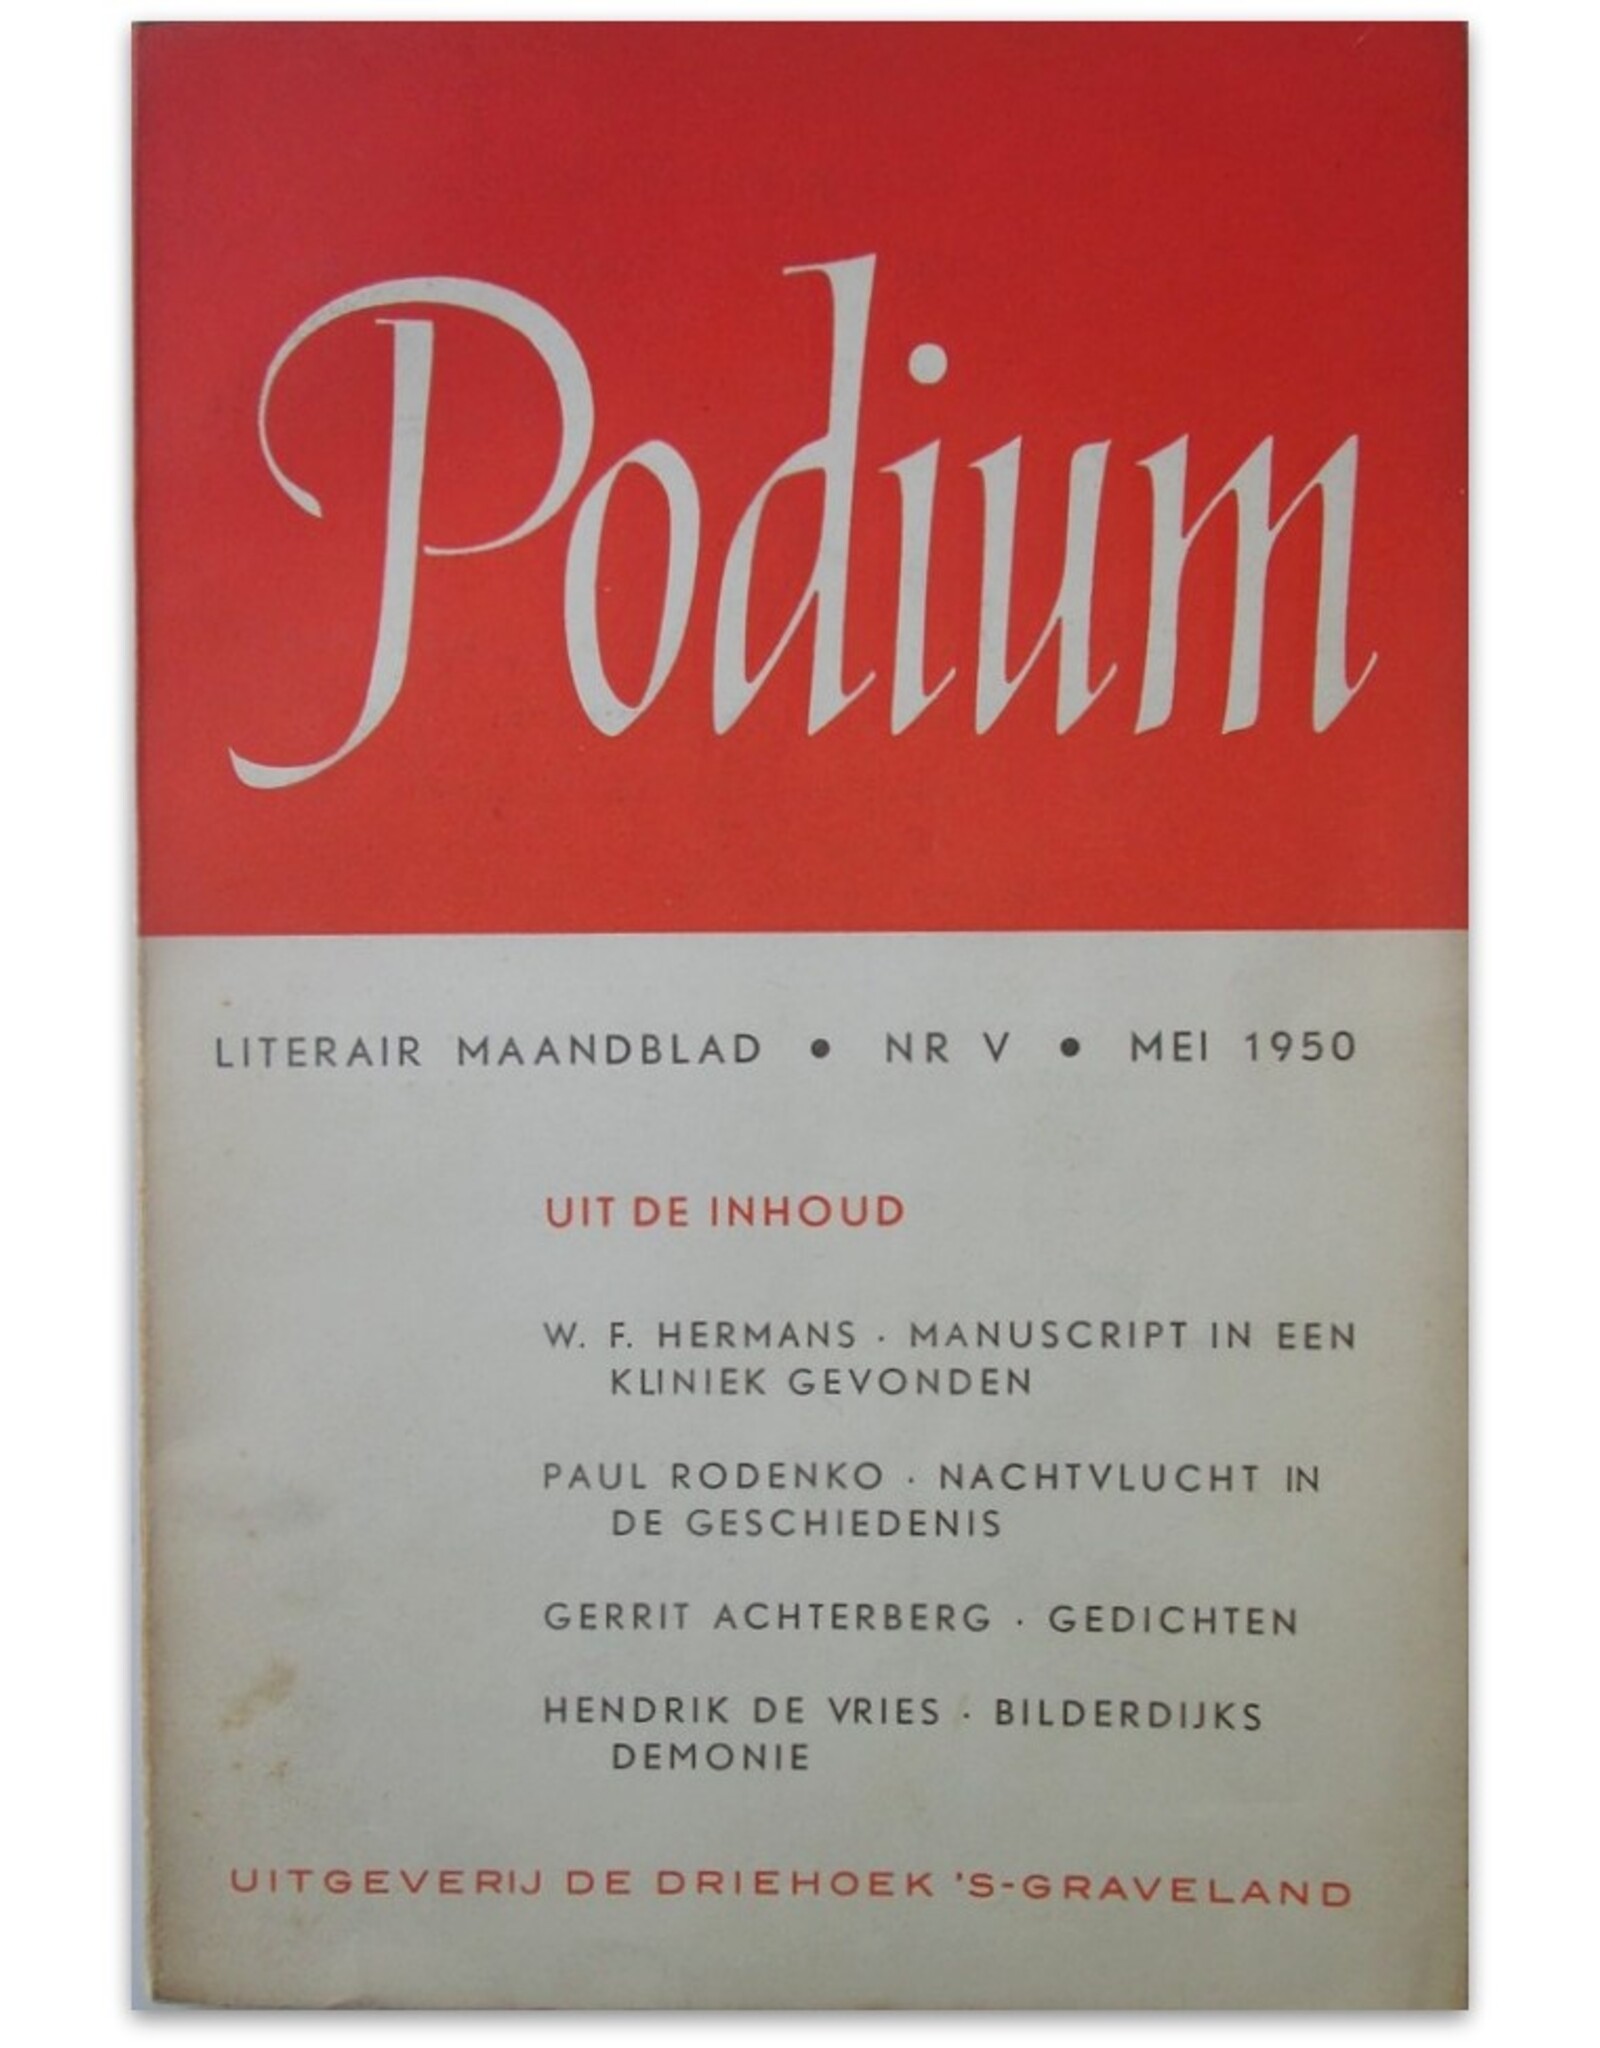 Podium
LITERAIR MAANDBLAD • NR V • MEI 1950
UIT DE INHOUD
W. F. HERMANS · MANUSCRIPT IN EEN
KLINIEK GEVONDEN
PAUL RODENKO · NACHTVLUCHT IN
DE GESCHIEDENIS
GERRIT ACHTERBERG · GEDICHTEN
HENDRIK DE VRIES · BILDERDIJKS
DEMONIE
UITGEVERIJ DE DRIEHOEK 'S-GRAVELAND